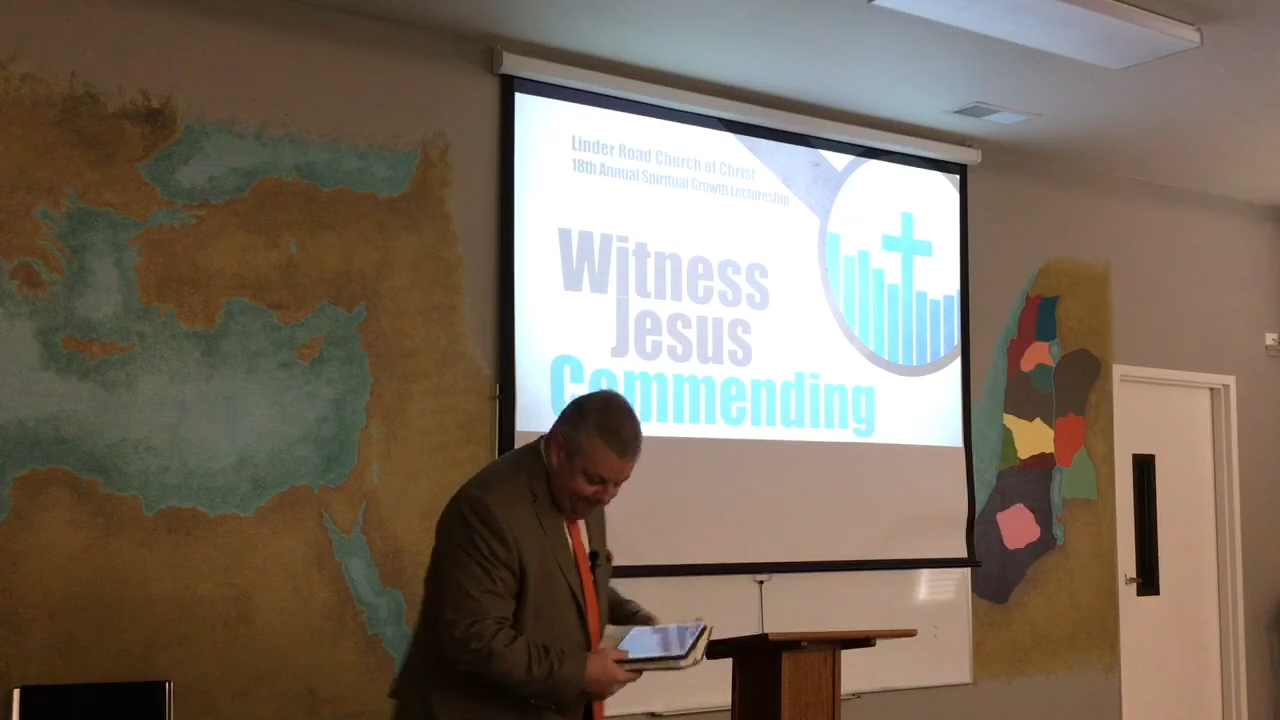 Linder Road Church of Christ
18th Annual Spiritual Growth Lectureship
Witness
Jesus
Commending